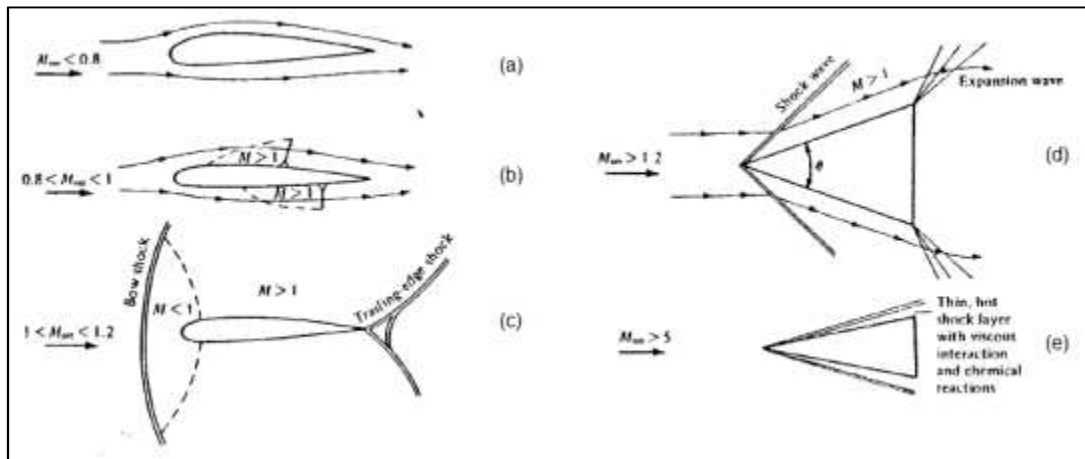 M∞ < 0.8
(a)
0.8 < M∞ < 1
M > 1
M > 1
(b)
Bow shock
M < 1
M > 1
Trailing-edge shock
1 < M∞ < 1.2
(c)
Shock wave
M > 1
Expansion wave
M∞ > 1 2
θ
(d)
M∞ > 5
Thin, hot
shock layer
with viscous
interaction
and chemical
reactions
(e)